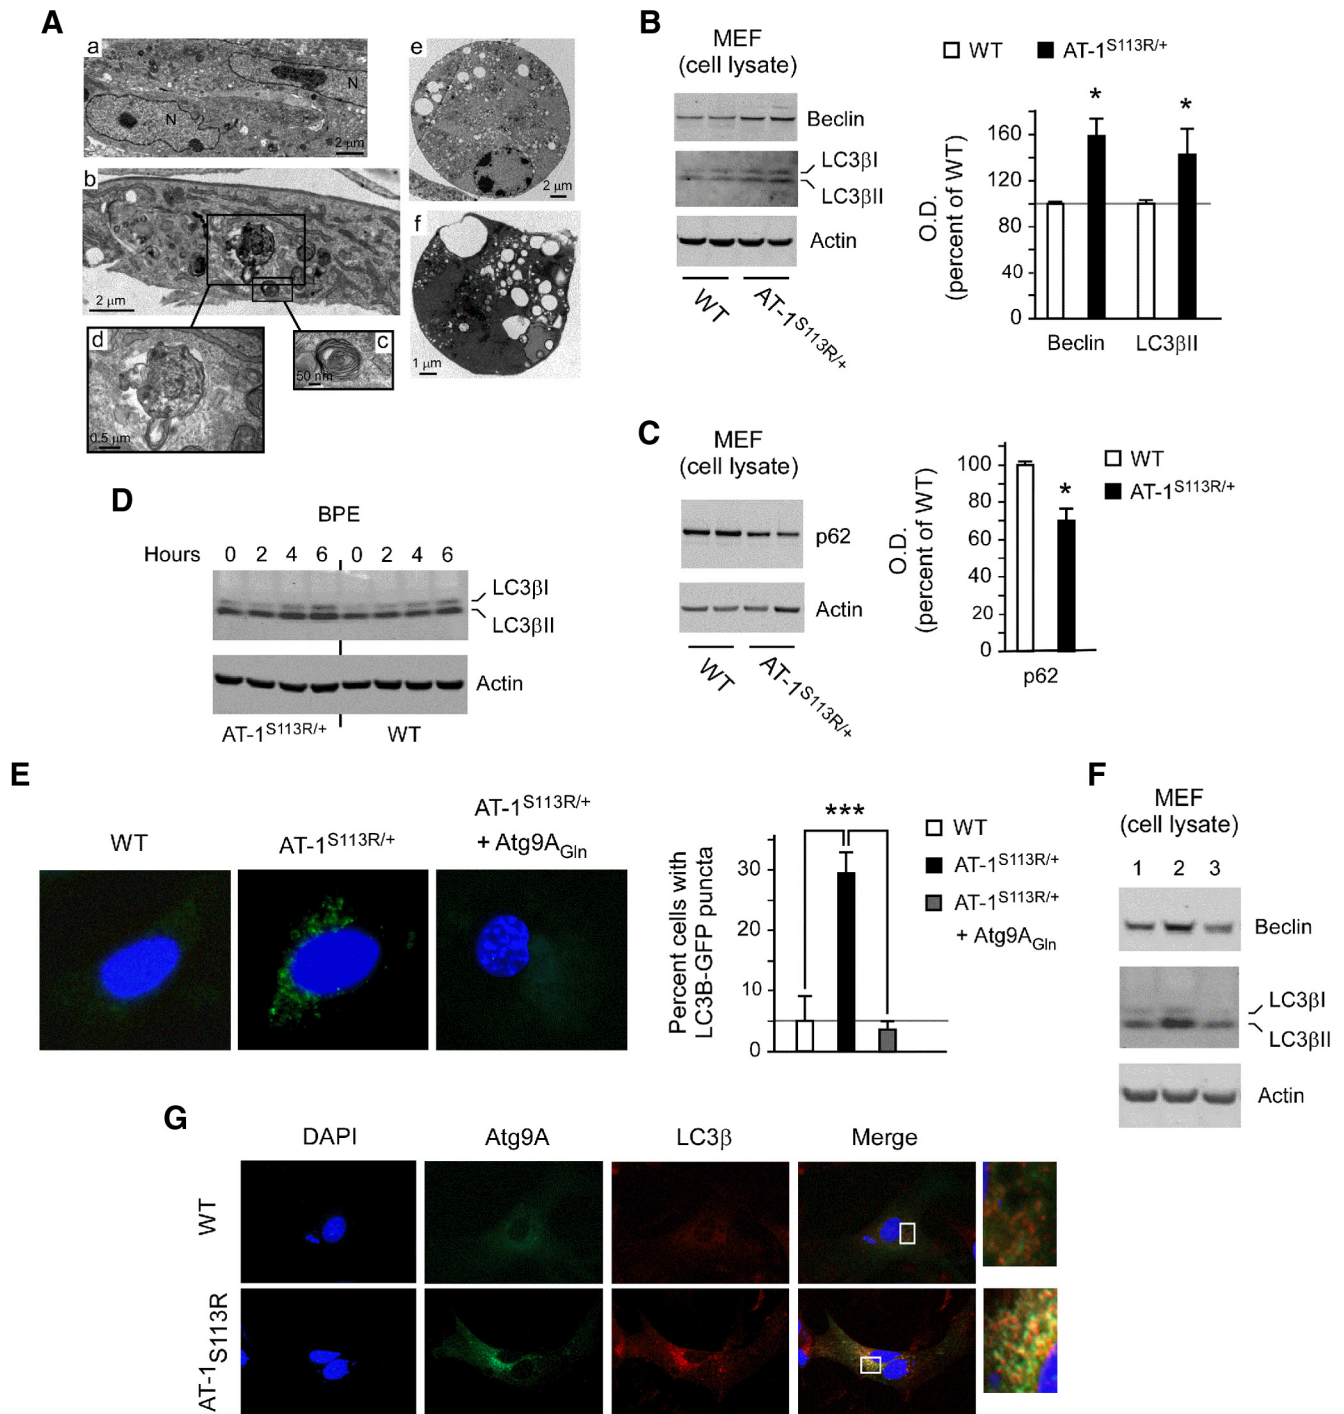 A
a
N
N
2 μm
b
2 μm
d
0.5 μm
c
50 nm
e
2 μm
f
1 μm
B
MEF
(cell lysate)
Beclin
LC3βI
LC3βII
Actin
WT
AT-1S113R/+
WT
AT-1S113R/+
O.D.
(percent of WT)
160
120
80
40
0
*
*
Beclin
LC3βII
C
MEF
(cell lysate)
p62
Actin
WT
AT-1S113R/+
O.D.
(percent of WT)
100
80
60
40
20
0
*
p62
WT
AT-1S113R/+
D
BPE
Hours 0 2 4 6 0 2 4 6
LC3βI
LC3βII
Actin
AT-1S113R/+
WT
E
WT
AT-1S113R/+
AT-1S113R/+
+ Atg9AGln
Percent cells with
LC3B-GFP puncta
30
20
10
0
***
WT
AT-1S113R/+
AT-1S113R/+
+ Atg9AGln
F
MEF
(cell lysate)
1 2 3
Beclin
LC3βI
LC3βII
Actin
G
DAPI
Atg9A
LC3β
Merge
WT
AT-1S113R